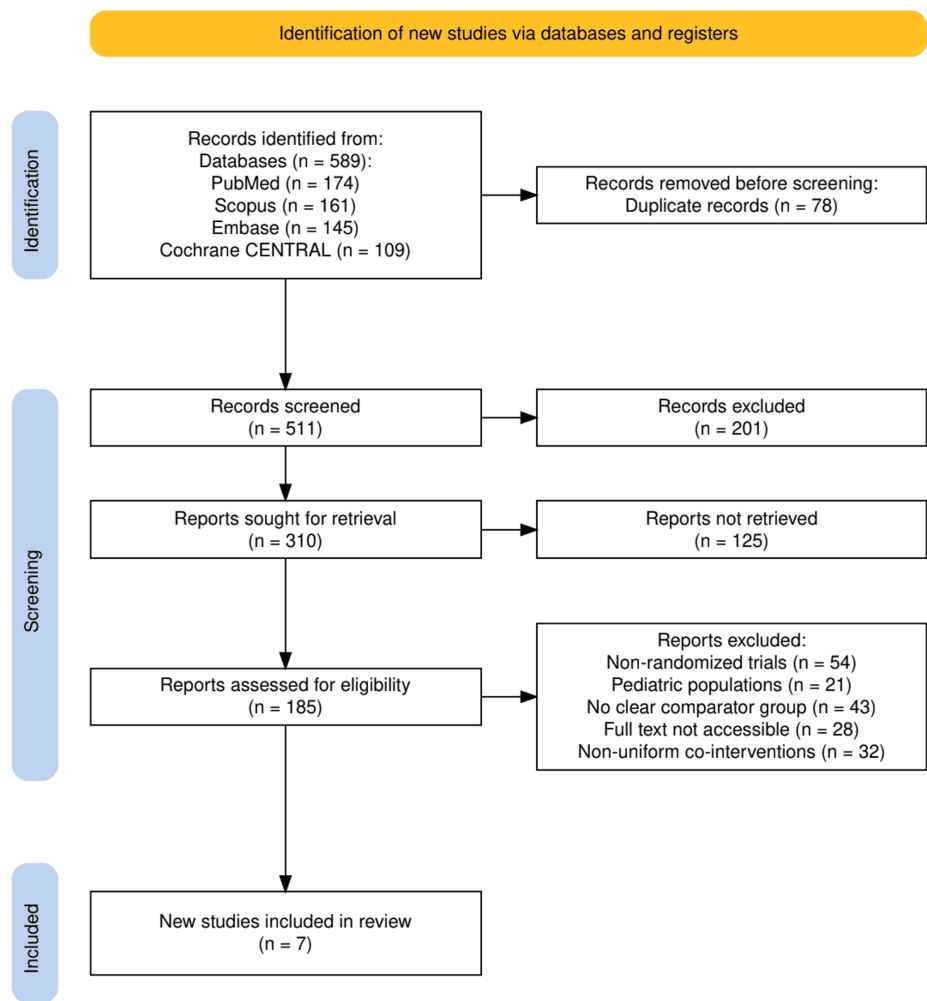 Identification of new studies via databases and registers
Identification
Records identified from:
Databases (n = 589):
PubMed (n = 174)
Scopus (n = 161)
Embase (n = 145)
Cochrane CENTRAL (n = 109)
Records removed before screening:
Duplicate records (n = 78)
Screening
Records screened
(n = 511)
Records excluded
(n = 201)
Reports sought for retrieval
(n = 310)
Reports not retrieved
(n = 125)
Reports assessed for eligibility
(n = 185)
Reports excluded:
Non-randomized trials (n = 54)
Pediatric populations (n = 21)
No clear comparator group (n = 43)
Full text not accessible (n = 28)
Non-uniform co-interventions (n = 32)
Included
New studies included in review
(n = 7)